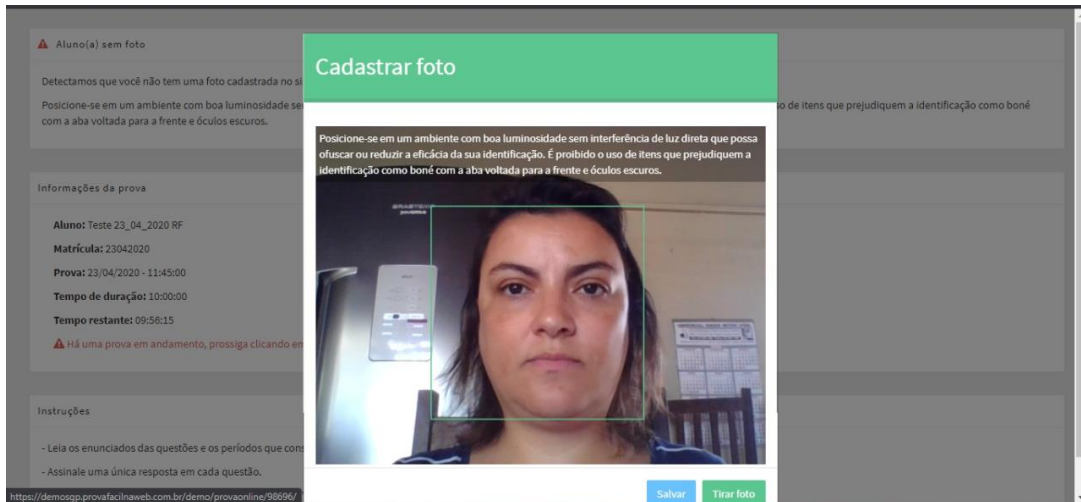 Aluno(a) sem foto
Detectamos que você não tem uma foto cadastrada no si
Posicione-se em um ambiente com boa luminosidade se
so de itens que prejudiquem a identificação como boné
com a aba voltada para a frente e óculos escuros.
Cadastrar foto
Posicione-se em um ambiente com boa luminosidade sem interferência de luz direta que possa
ofuscar ou reduzir a eficácia da sua identificação. É proibido o uso de itens que prejudiquem a
identificação como boné com a aba voltada para a frente e óculos escuros.
BRASTEMP
Informações da prova
Aluno: Teste 23_04_2020 RF
Matrícula: 23042020
Prova: 23/04/2020 - 11:45:00
Tempo de duração: 10:00:00
Tempo restante: 09:56:15
Há uma prova em andamento, prossiga clicando em
Instruções
- Leia os enunciados das questões e os períodos que cons
- Assinale uma única resposta em cada questão.
https://demosqp.provafacilnaweb.com.br/demo/provaonline/98696/
Salvar
Tirar foto